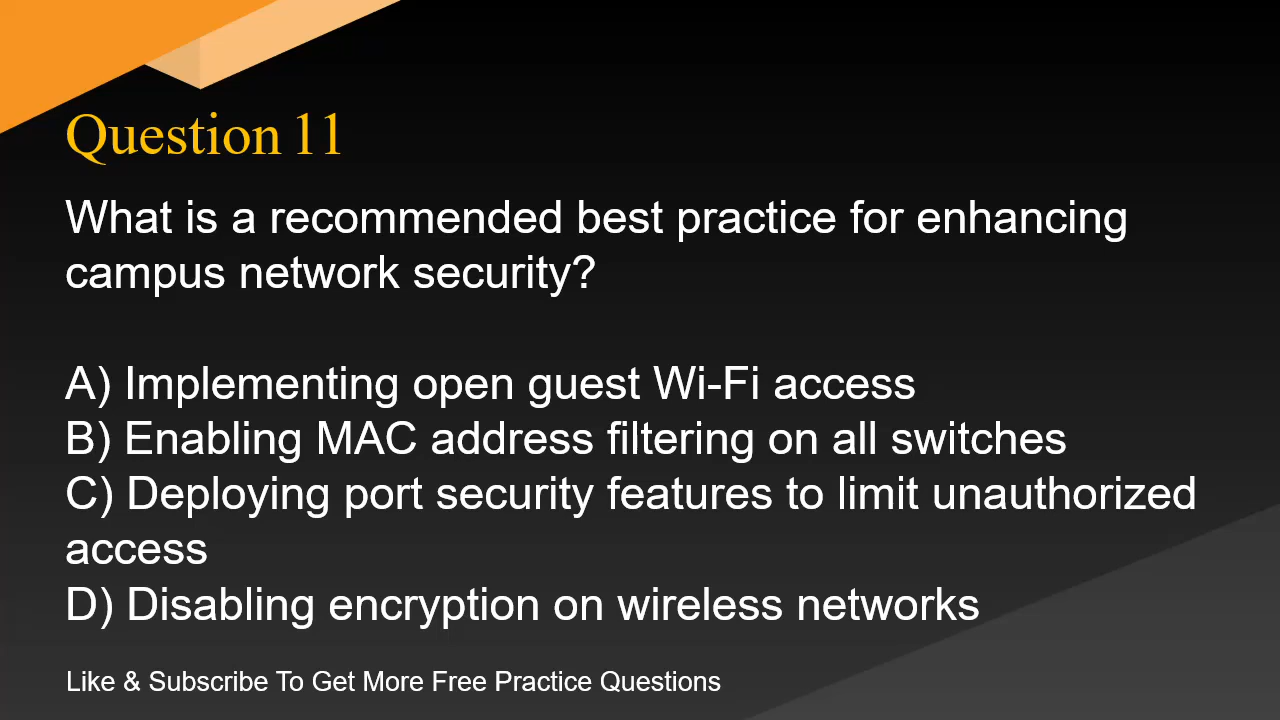 Question 11
What is a recommended best practice for enhancing
campus network security?
A) Implementing open guest Wi-Fi access
B) Enabling MAC address filtering on all switches
C) Deploying port security features to limit unauthorized
access
D) Disabling encryption on wireless networks
Like & Subscribe To Get More Free Practice Questions